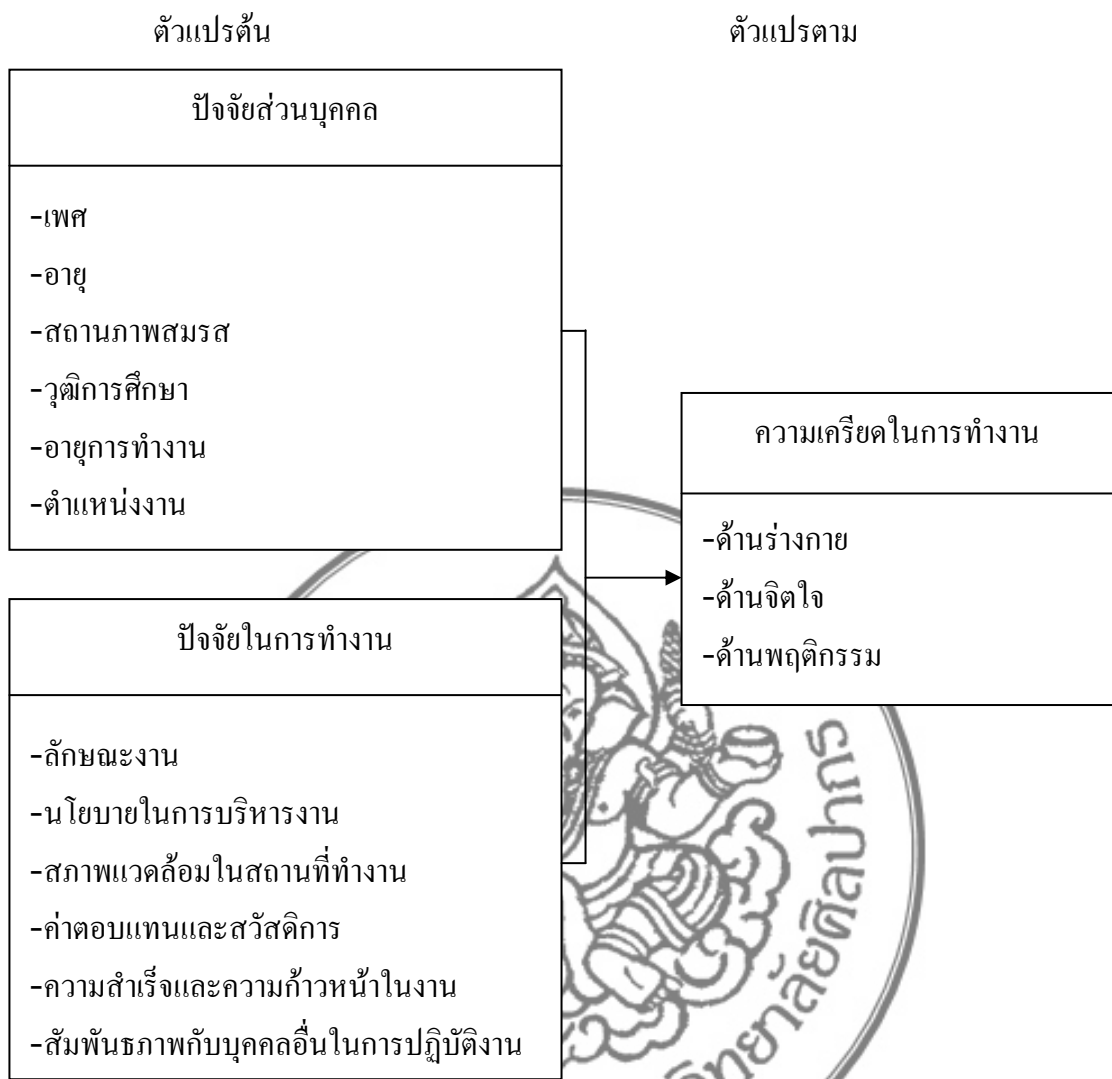 ตัวแปรต้น
ตัวแปรตาม
ปัจจัยส่วนบุคคล
-เพศ
-อายุ
-สถานภาพสมรส
-วุฒิการศึกษา
-อายุการทำงาน
-ตำแหน่งงาน
ความเครียดในการทำงาน
-ด้านร่างกาย
-ด้านจิตใจ
-ด้านพฤติกรรม
ปัจจัยในการทำงาน
-ลักษณะงาน
-นโยบายในการบริหารงาน
-สภาพแวดล้อมในสถานที่ทำงาน
-ค่าตอบแทนและสวัสดิการ
-ความสำเร็จและความก้าวหน้าในงาน
-สัมพันธภาพกับบุคคลอื่นในการปฏิบัติงาน
วิทยาลัยศิลปากร